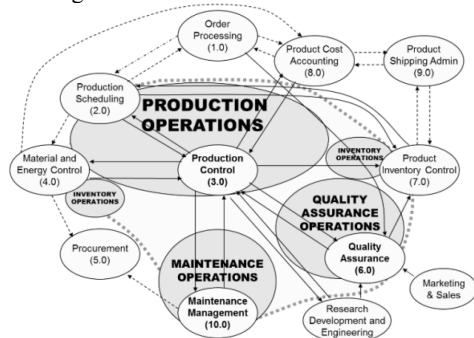 Order
Processing
(1.0)
Product Cost
Accounting
(8.0)
Product
Shipping Admin
(9.0)
Production
Scheduling
(2.0)
PRODUCTION
OPERATIONS
Production
Control
(3.0)
INVENTORY
OPERATIONS
Material and
Energy Control
(4.0)
Product
Inventory Control
(7.0)
INVENTORY
OPERATIONS
QUALITY
ASSURANCE
OPERATIONS
Procurement
(5.0)
Quality
Assurance
(6.0)
MAINTENANCE
OPERATIONS
Maintenance
Management
(10.0)
Research
Development and
Engineering
Marketing
& Sales